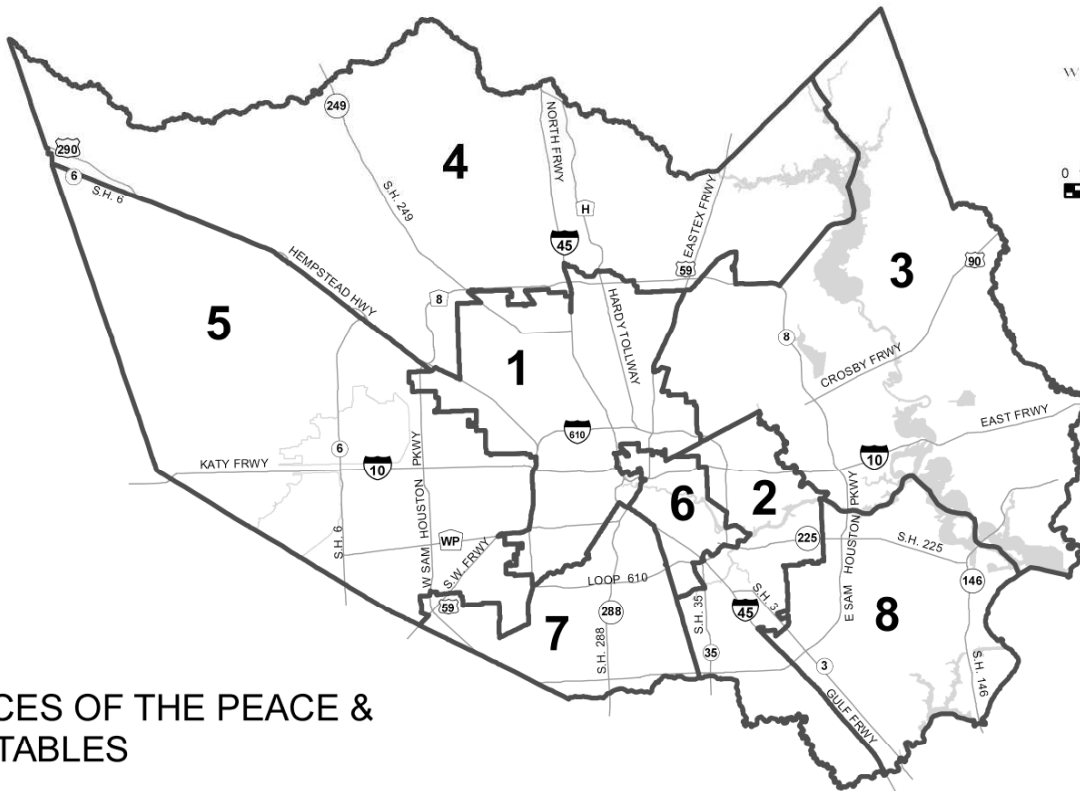 W
249
290
NORTH FRWY
4
0
6
S.H. 6
S.H. 249
H
EASTEX FRWY
45
59
3
90
HEMPSTEAD HWY
8
HARDY TOLLWAY
5
8
1
CROSBY FRWY
EAST FRWY
610
6
10
KATY FRWY
W SAM HOUSTON PKWY
10
6
2
E SAM HOUSTON PKWY
WP
225
S.H. 225
S.H. 6
S.W. FRWY
LOOP 610
146
59
288
S.H. 35
45
S.H. 3
8
7
S.H. 288
35
3
S.H. 146
GULF FRWY
CES OF THE PEACE &
TABLES